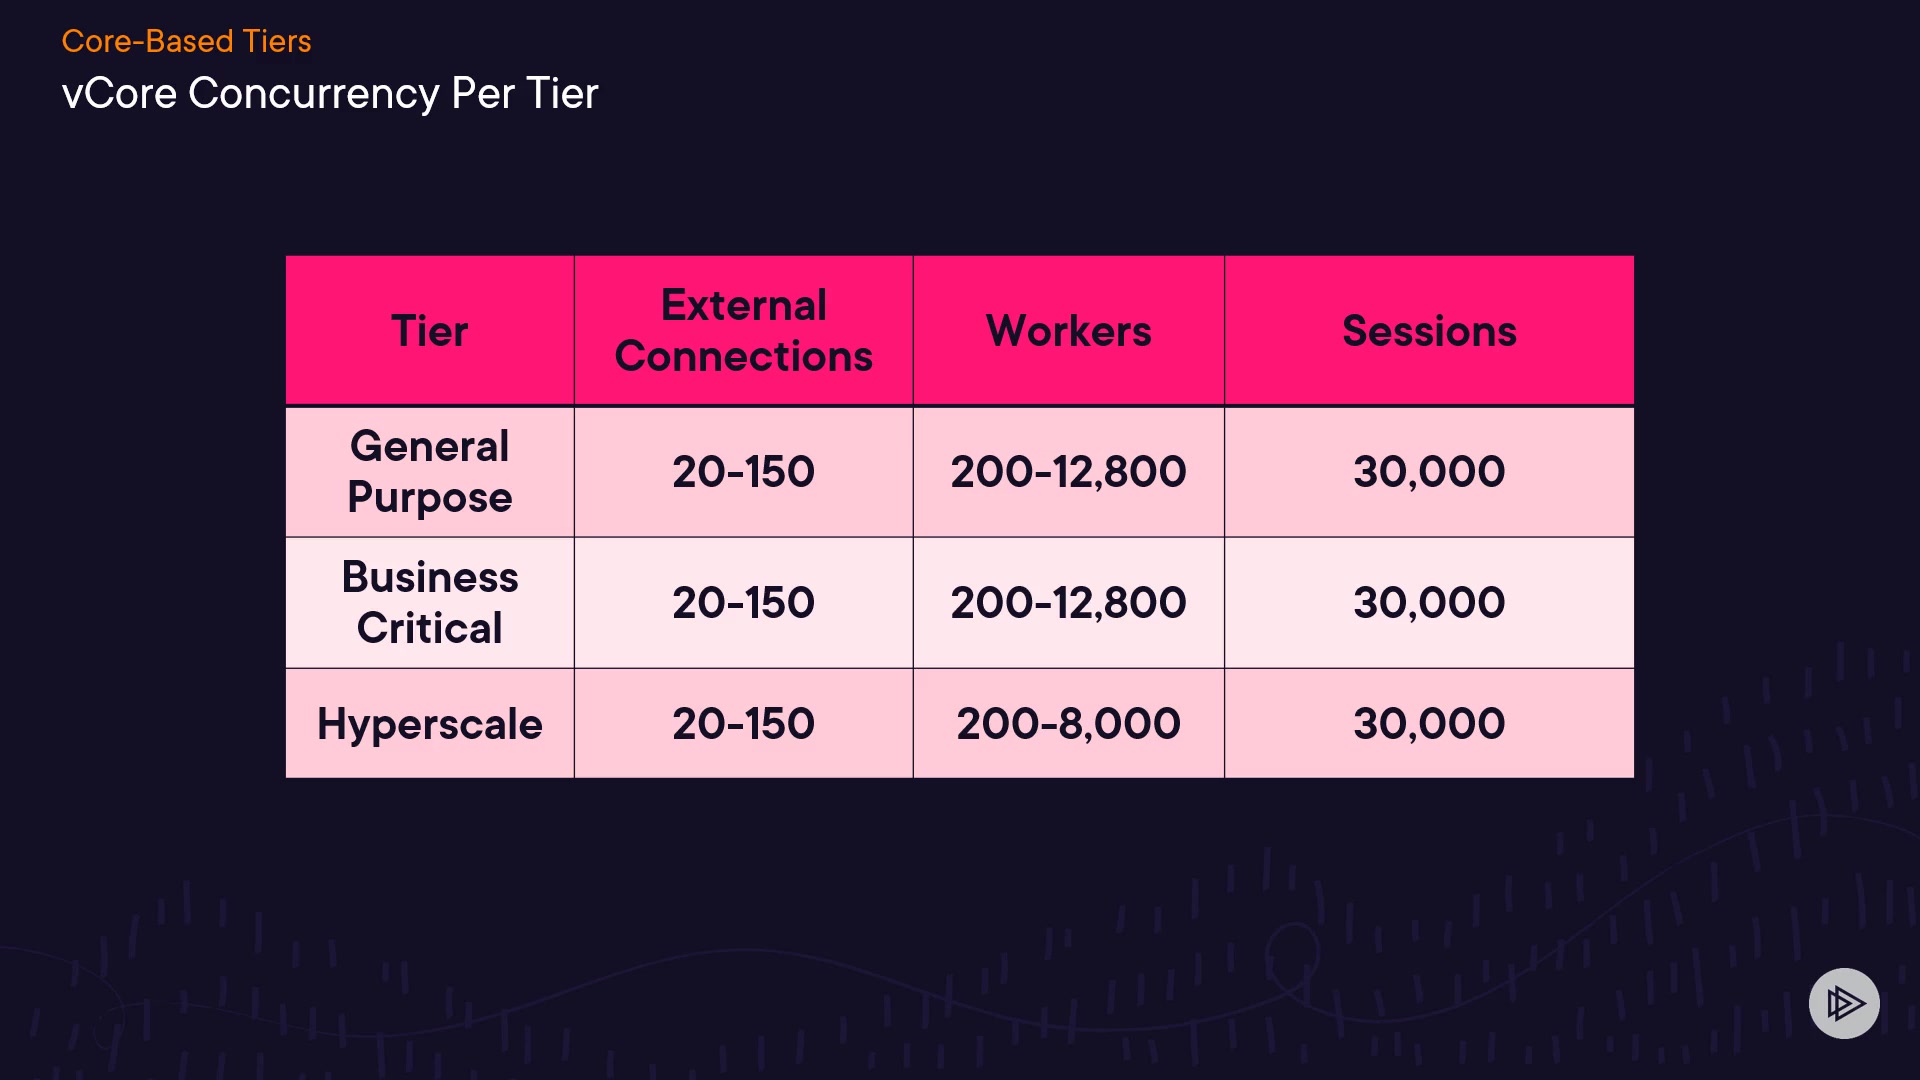 Core-Based Tiers
vCore Concurrency Per Tier
Tier
External
Connections
Workers
Sessions
General
Purpose
20-150
200-12,800
30,000
Business
Critical
20-150
200-12,800
30,000
Hyperscale
20-150
200-8,000
30,000